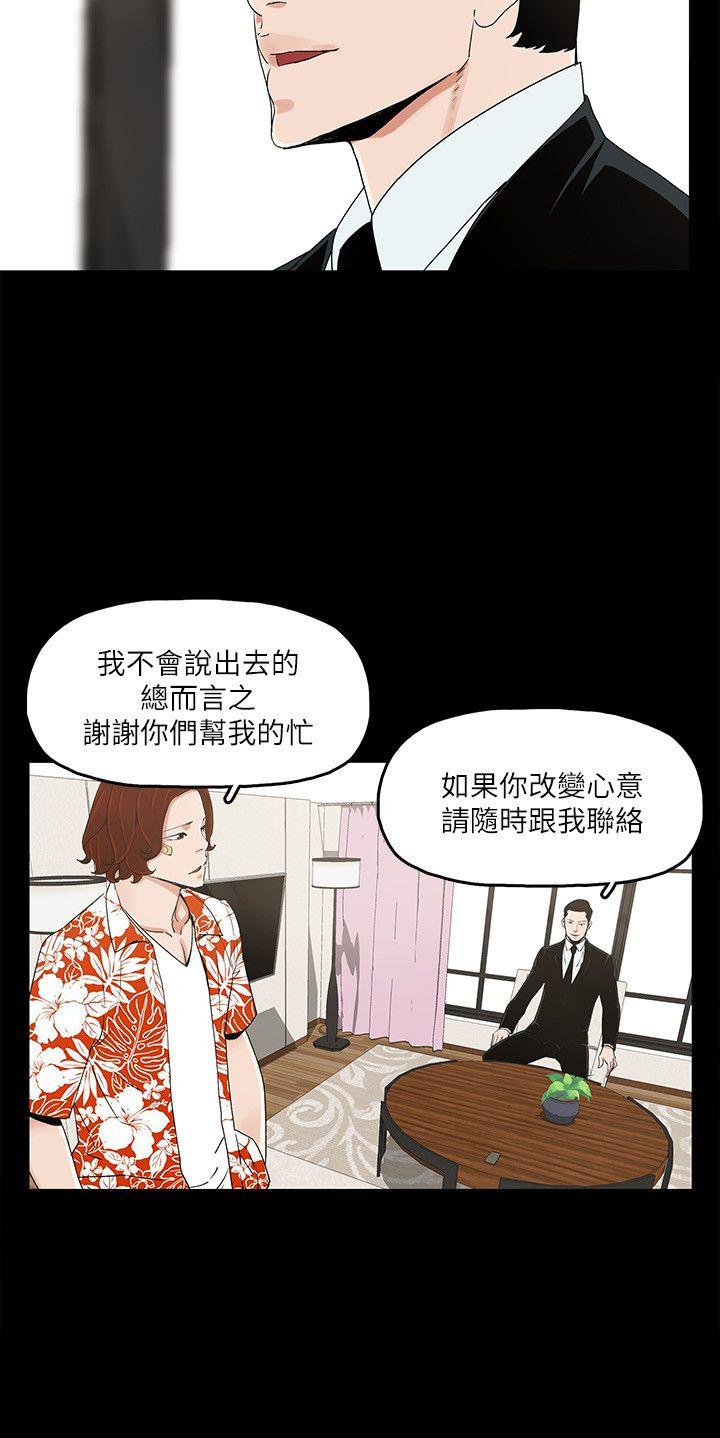 我不會說出去的
總而言之
謝謝你們幫我的忙
如果你改變心意
請隨時跟我聯絡